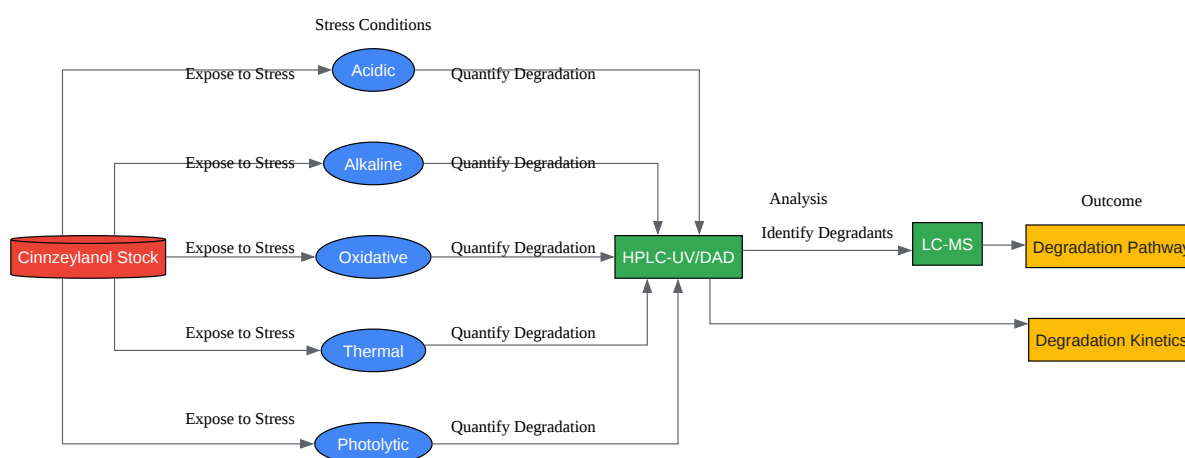 Stress Conditions
Expose to Stress
Acidic
Quantify Degradation
Expose to Stress
Alkaline
Quantify Degradation
Analysis
Outcome
Cinnzeylanol Stock
Expose to Stress
Oxidative
Quantify Degradation
HPLC-UV/DAD
Identify Degradants
LC-MS
Degradation Pathway
Expose to Stress
Thermal
Quantify Degradation
Degradation Kinetics
Expose to Stress
Photolytic
Quantify Degradation